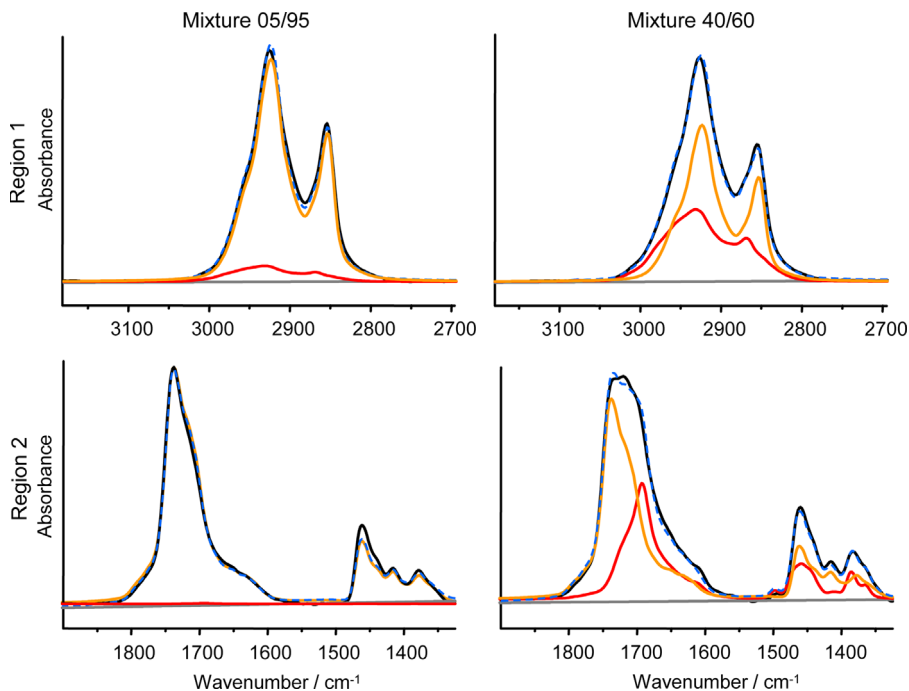 Mixture 05/95
Mixture 40/60
Region 1
Absorbance
3100 3000 2900 2800 2700
3100 3000 2900 2800 2700
Region 2
Absorbance
1800 1700 1600 1500 1400
1800 1700 1600 1500 1400
Wavenumber / cm⁻¹
Wavenumber / cm⁻¹